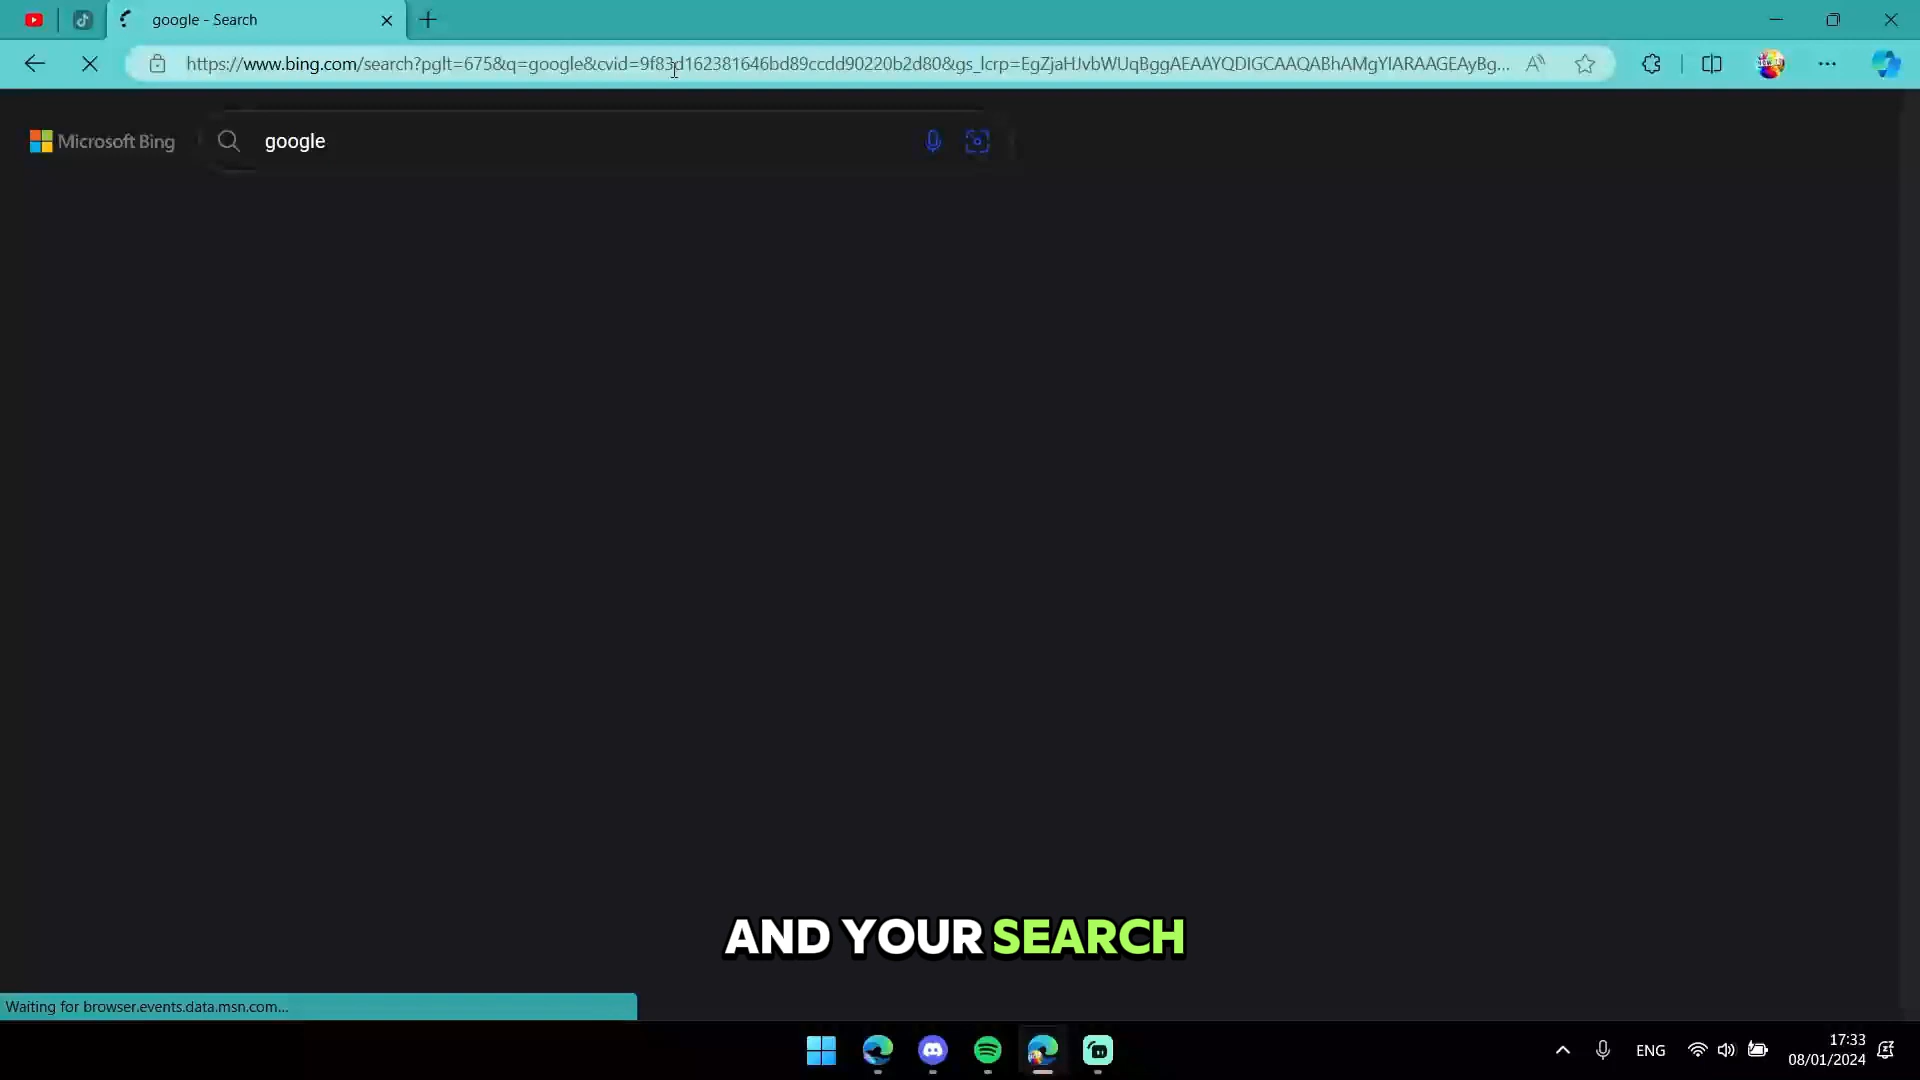 google - Search
https://www.bing.com/search?pglt=675&q=google&cvid=9f83d162381646bd89ccdd90220b2d80&gs_lcrp=EgZjaHJvbWUqBggAEAAYQDIGCAAQABhAMgYIARAAGEAyBg...
Microsoft Bing
google
AND YOUR SEARCH
Waiting for browser.events.data.msn.com...
ENG
17:33
08/01/2024